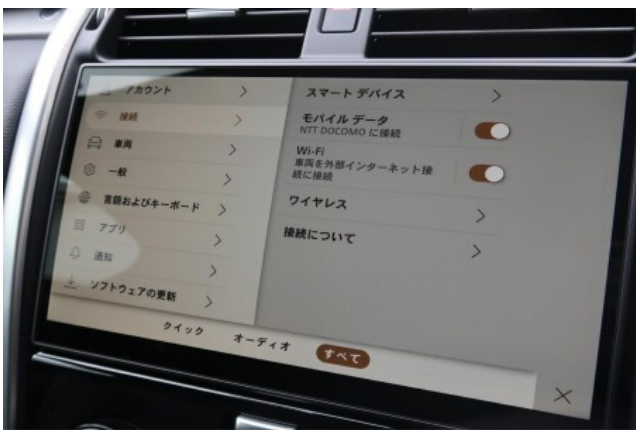 アカウント
接続
車両
一般
言語およびキーボード
アプリ
通知
ソフトウェアの更新
スマート デバイス
モバイル データ
NTT DOCOMO に接続
Wi-Fi
車両を外部インターネット接
続に接続
ワイヤレス
接続について
クイック
オーディオ
すべて